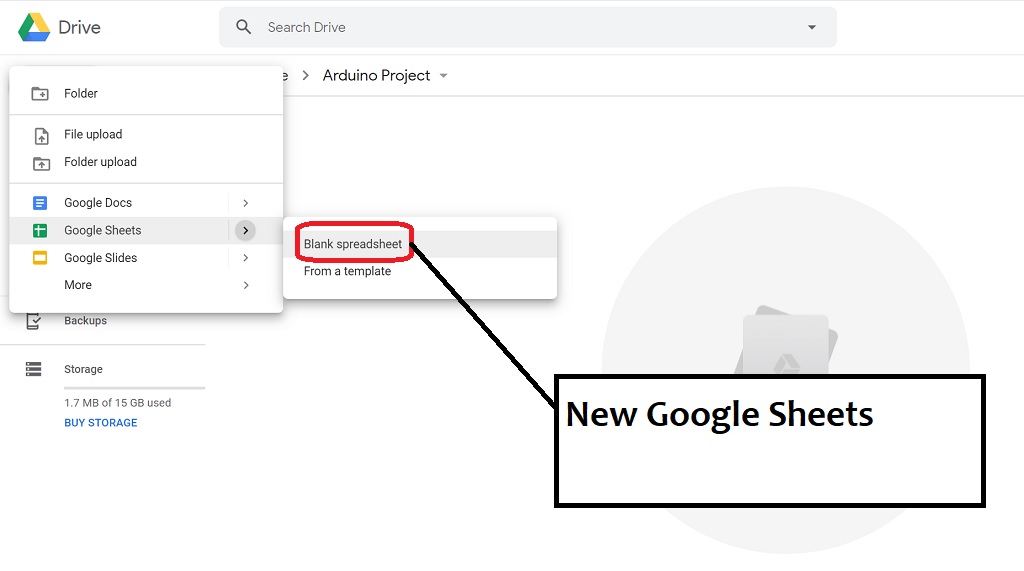 Drive
Search Drive
e > Arduino Project
Folder
File upload
Folder upload
Google Docs
Google Sheets
Google Slides
More
Blank spreadsheet
From a template
Backups
Storage
1.7 MB of 15 GB used
BUY STORAGE
New Google Sheets